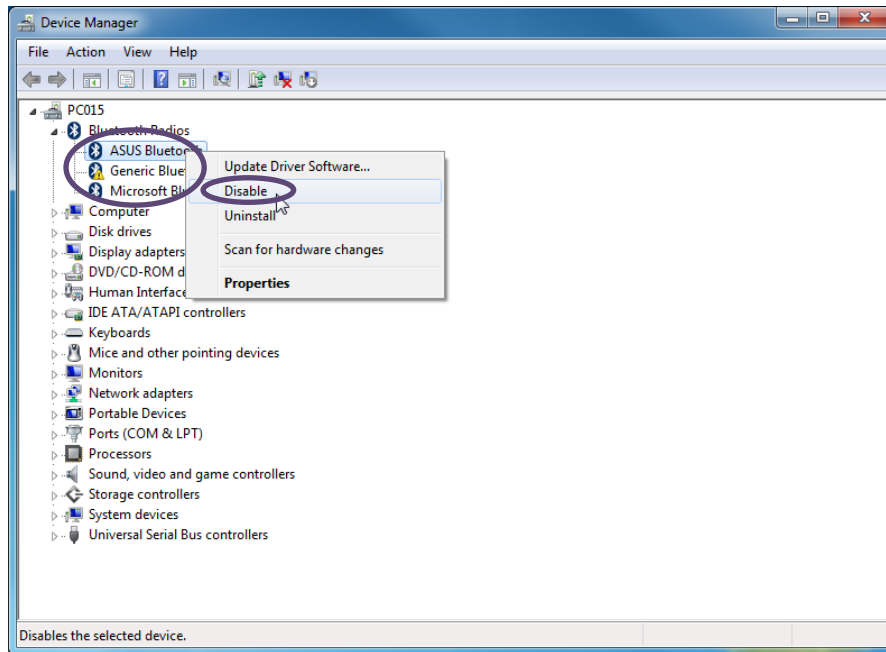 Device Manager
File Action View Help
PC015
Bluetooth Radios
ASUS Bluetooth
Generic
Microsoft
Update Driver Software...
Disable
Uninstall
Scan for hardware changes
Properties
Computer
Disk drives
Display adapters
DVD/CD-ROM
Human Interface
IDE ATA/ATAPI controllers
Keyboards
Mice and other pointing devices
Monitors
Network adapters
Portable Devices
Ports (COM & LPT)
Processors
Sound, video and game controllers
Storage controllers
System devices
Universal Serial Bus controllers
Disables the selected device.